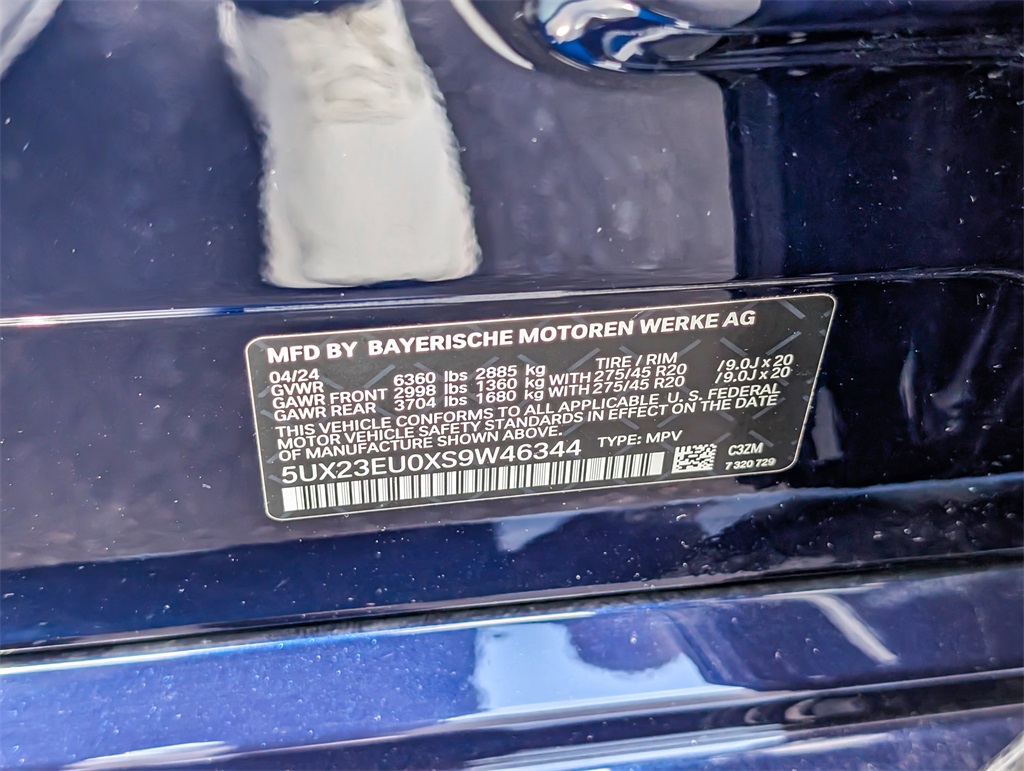 MFD BY BAYERISCHE MOTOREN WERKE AG
04/24 TIRE / RIM
GVWR 6360 lbs 2885 kg
GAWR FRONT 2998 lbs 1360 kg WITH 275/45 R20 /9.0J x 20
GAWR REAR 3704 lbs 1680 kg WITH 275/45 R20 /9.0J x 20
THIS VEHICLE CONFORMS TO ALL APPLICABLE U. S. FEDERAL
MOTOR VEHICLE SAFETY STANDARDS IN EFFECT ON THE DATE
OF MANUFACTURE SHOWN ABOVE.
5UX23EU0XS9W46344 TYPE: MPV
C3ZM
7 320 729